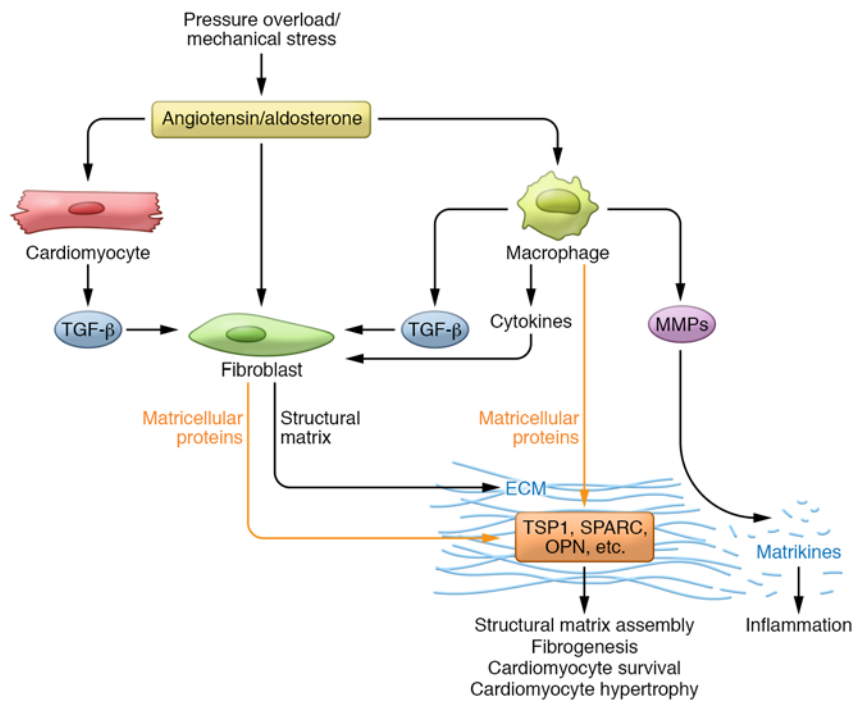 Pressure overload/
mechanical stress
Angiotensin/aldosterone
Cardiomyocyte
Macrophage
TGF-β
TGF-β
Cytokines
MMPs
Fibroblast
Matricellular
proteins
Structural
matrix
Matricellular
proteins
ECM
TSP1, SPARC,
OPN, etc.
Matrikines
Structural matrix assembly
Fibrogenesis
Cardiomyocyte survival
Cardiomyocyte hypertrophy
Inflammation